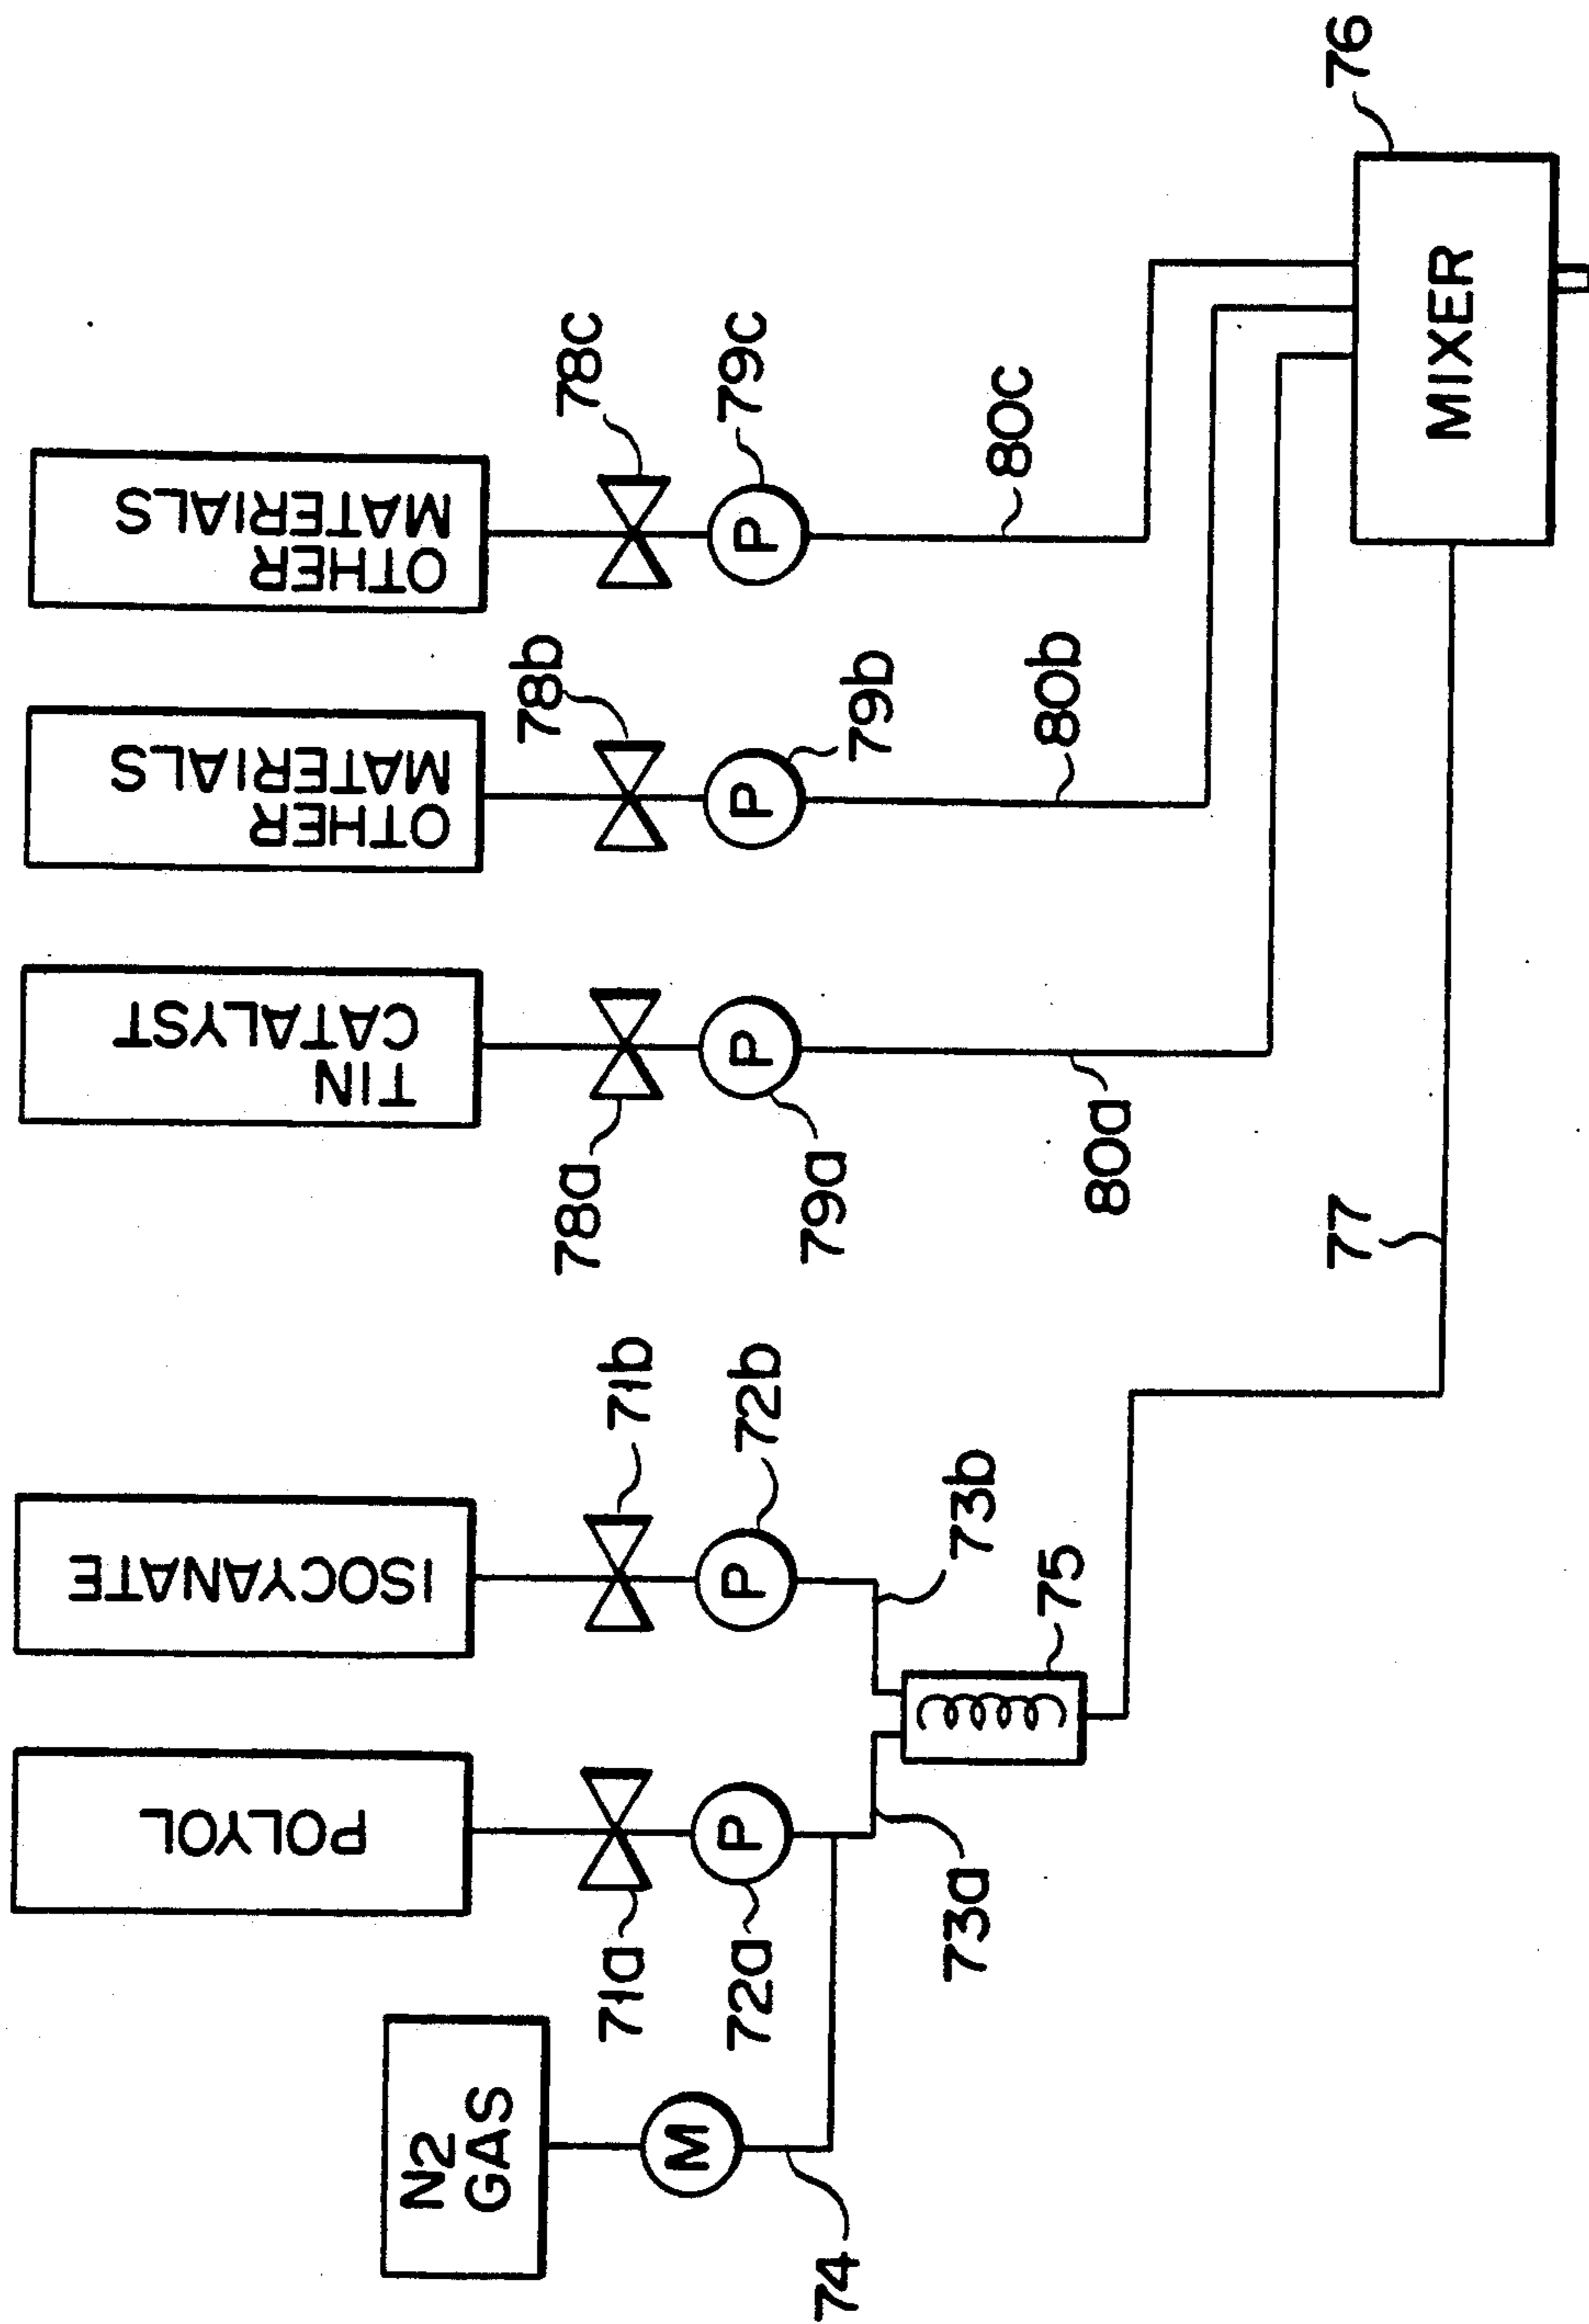 N2
GAS
POLYOL
ISOCYANATE
TIN
CATALYST
OTHER
MATERIALS
OTHER
MATERIALS
M
P
P
P
P
P
71a
71b
78a
78b
78c
72a
72b
79a
79b
79c
74
73a
73b
80a
80b
80c
75
77
MIXER
76